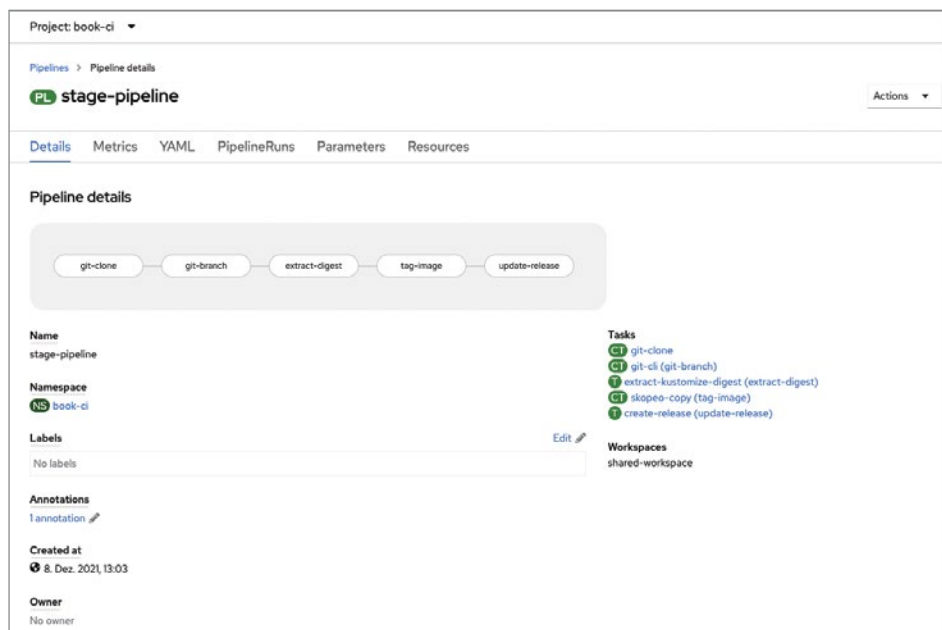 Project: book-ci
Pipelines > Pipeline details
PL stage-pipeline
Actions
Details Metrics YAML PipelineRuns Parameters Resources
Pipeline details
git-clone git-branch extract-digest tag-image update-release
Name
stage-pipeline
Namespace
NS book-ci
Labels
Edit
No labels
Annotations
1 annotation
Created at
8. Dez. 2021, 13:03
Owner
No owner
Tasks
CT git-clone
CT git-cli (git-branch)
T extract-kustomize-digest (extract-digest)
CT skopeo-copy (tag-image)
T create-release (update-release)
Workspaces
shared-workspace